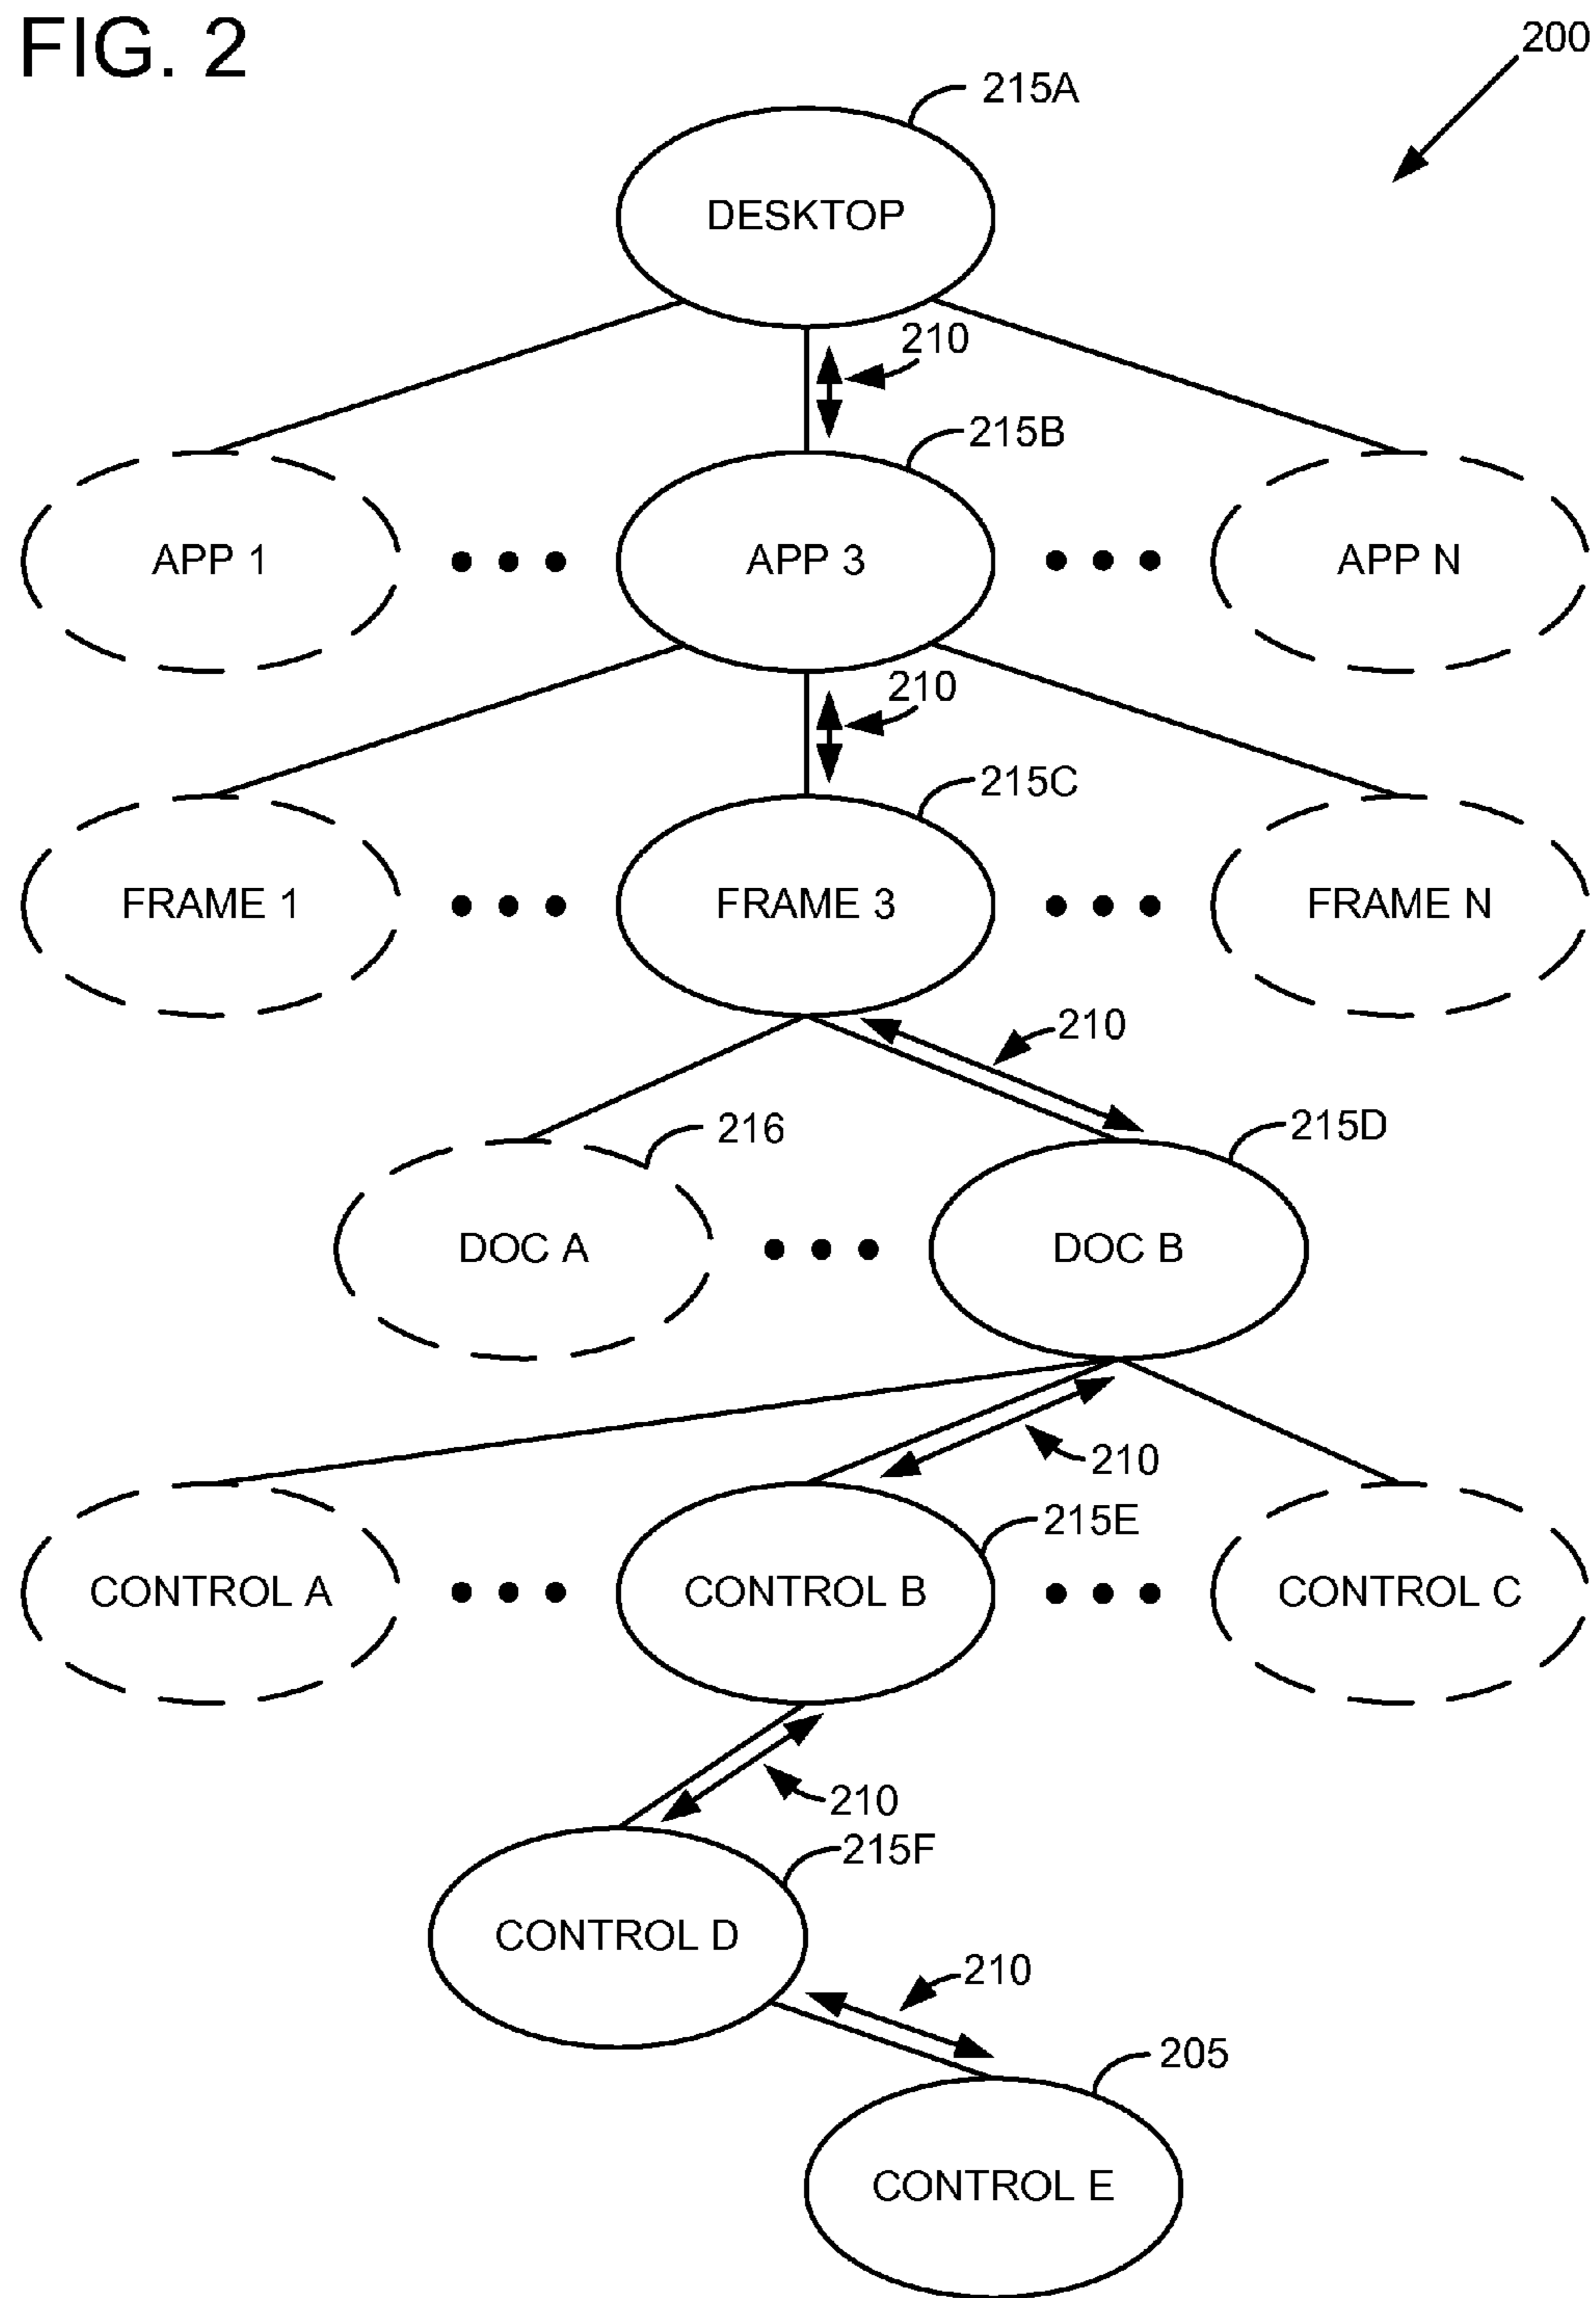 FIG. 2
200
215A
DESKTOP
210
215B
APP 1
APP 3
APP N
210
215C
FRAME 1
FRAME 3
FRAME N
210
216
215D
DOC A
DOC B
210
215E
CONTROL A
CONTROL B
CONTROL C
210
215F
CONTROL D
210
205
CONTROL E